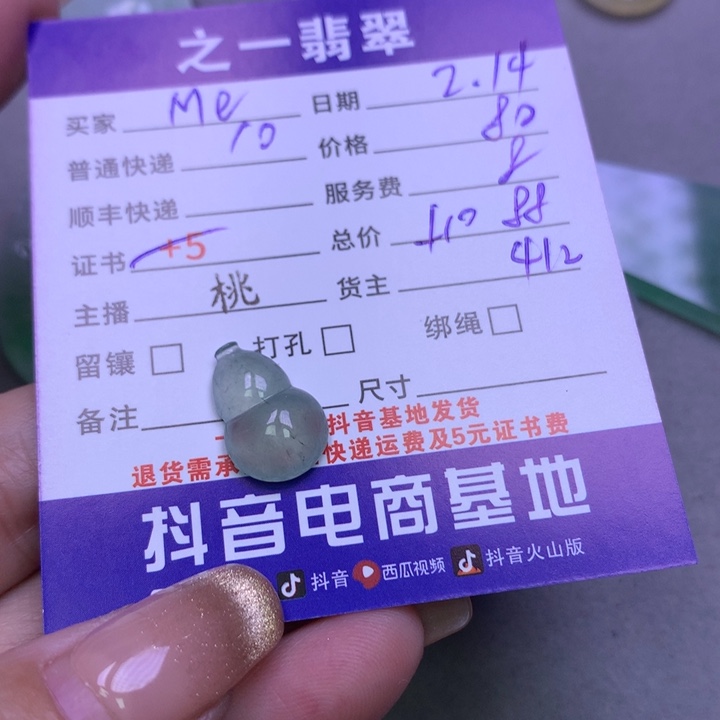 之一翡翠
买家 Me 日期 2.14
普通快递 10 价格 80
顺丰快递 服务费 8
证书 +5 总价 +10 88
主播 桃 货主 412
留镶 打孔 绑绳
备注 尺寸
抖音基地发货
退货需承 快递运费及5元证书费
抖音电商基地
抖音 西瓜视频 抖音火山版